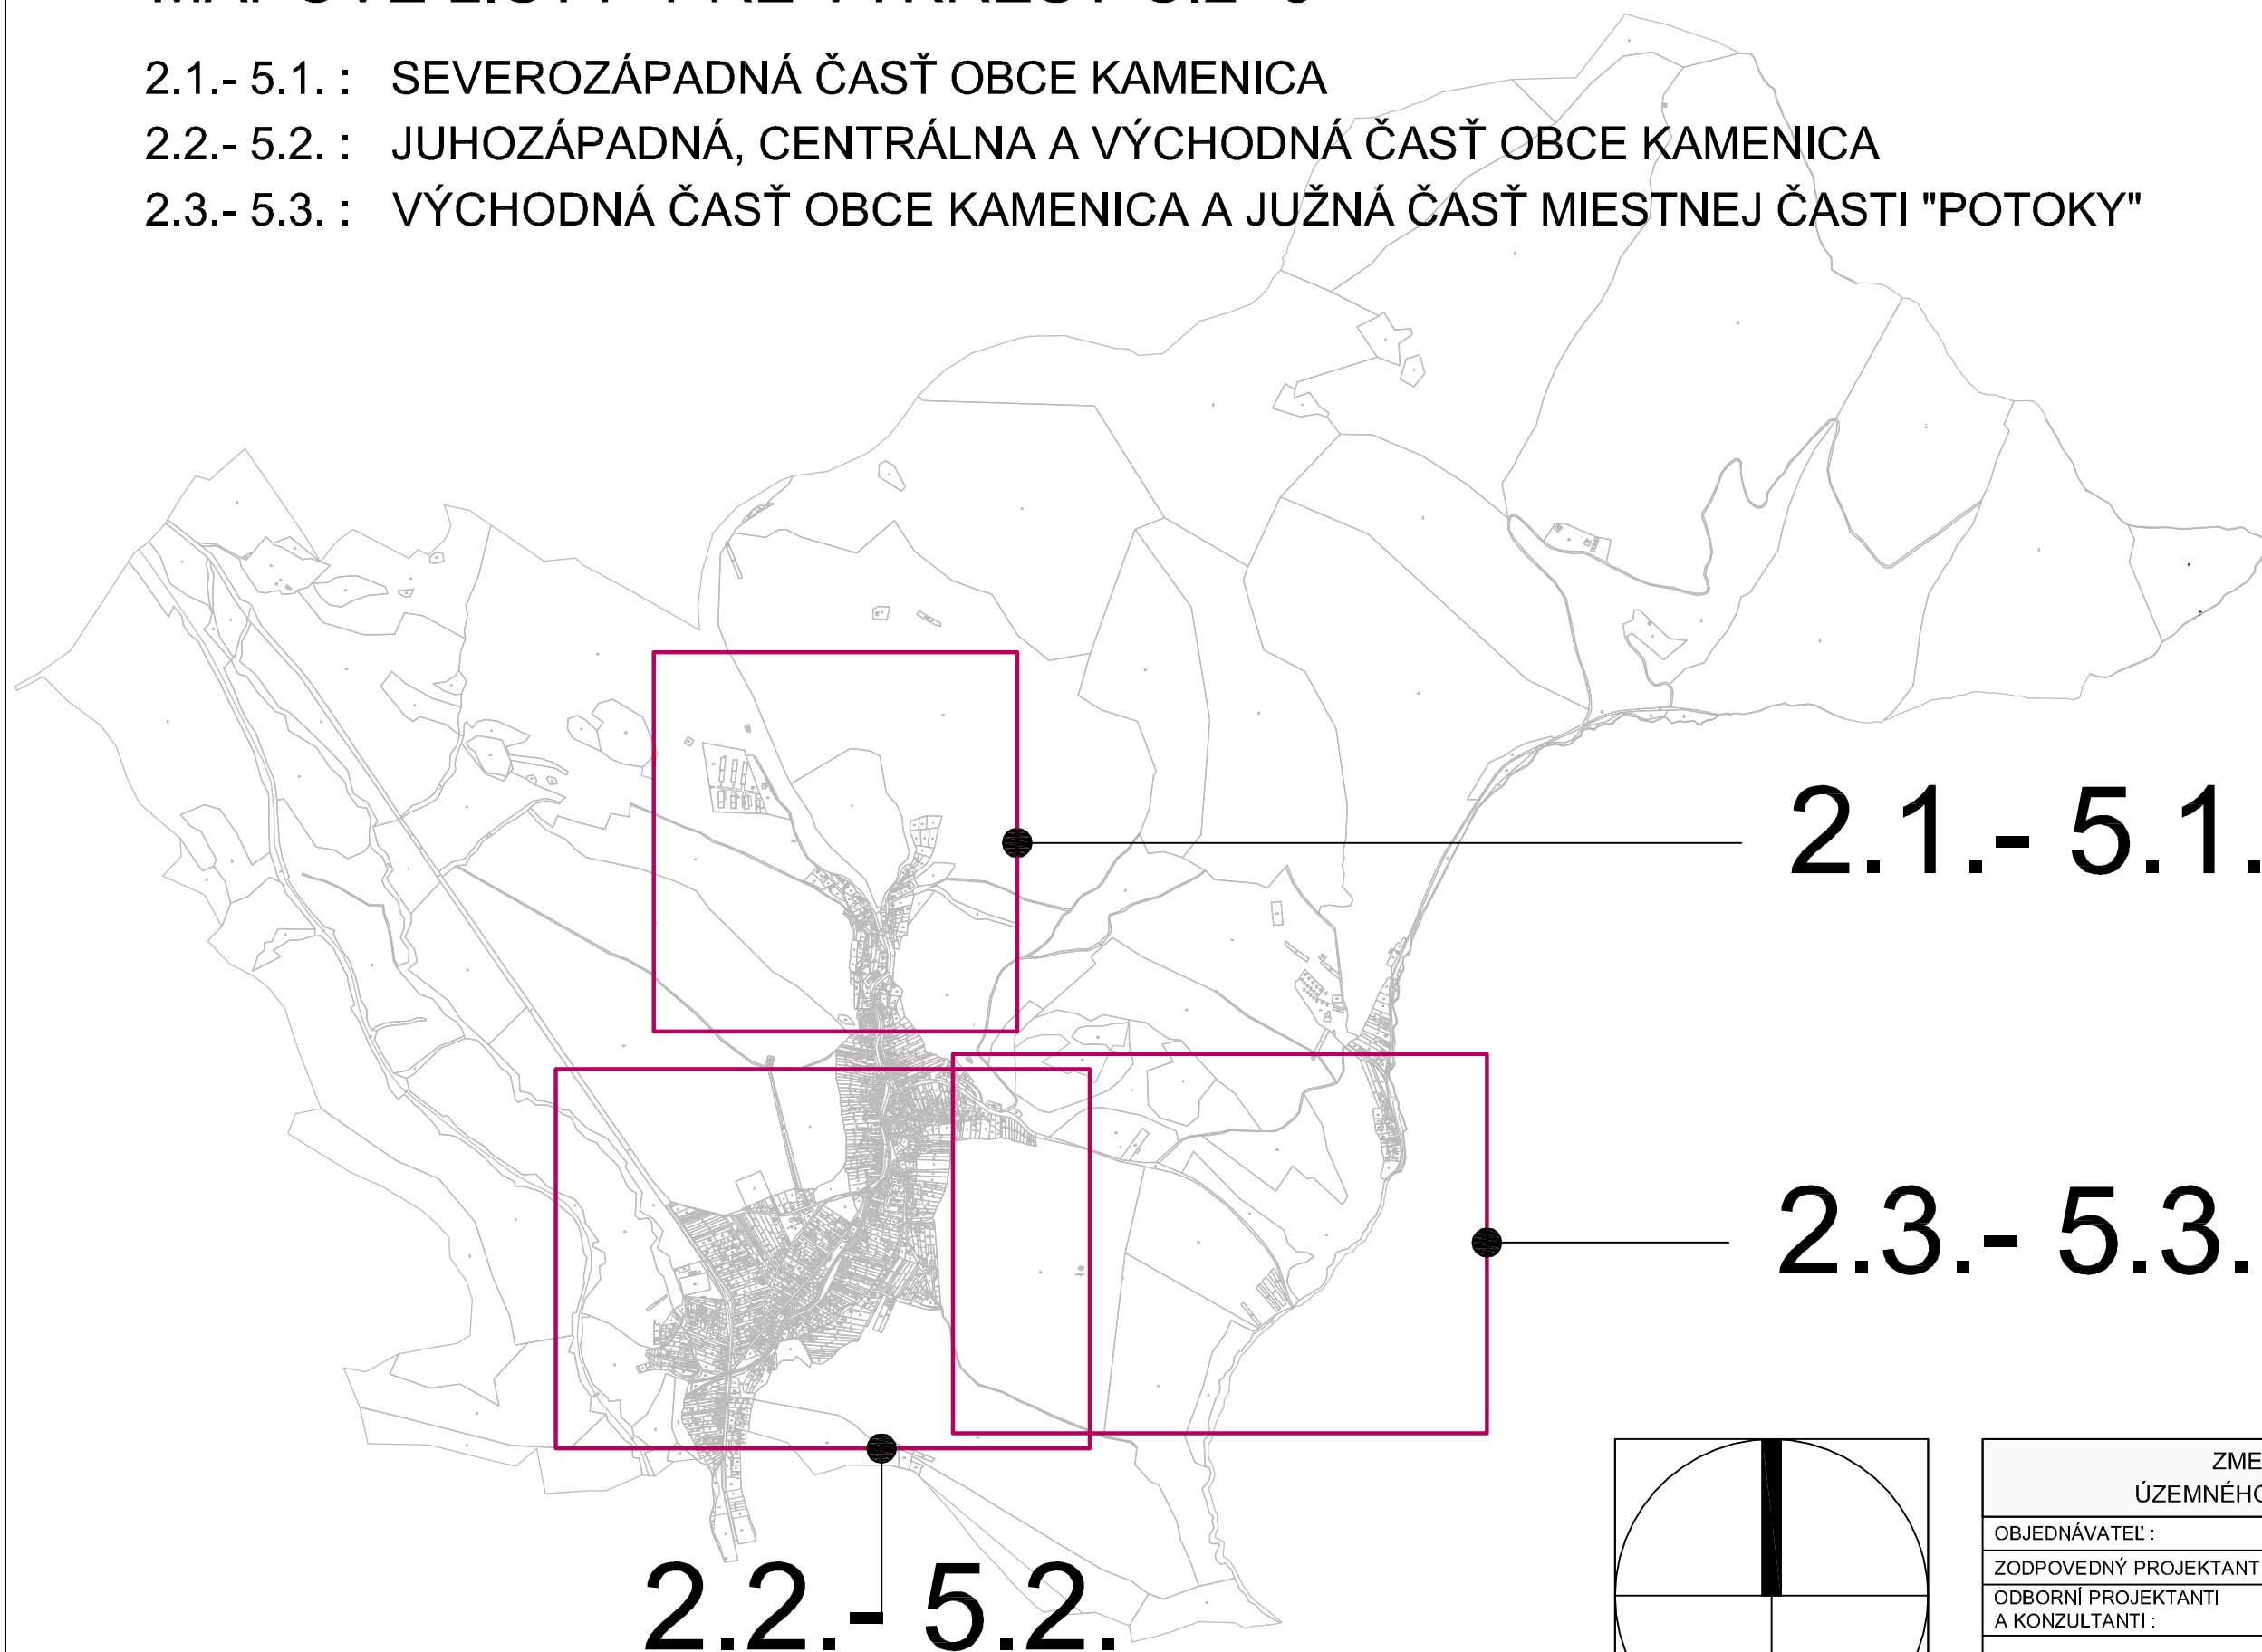 2.1.- 5.1. : SEVEROZÁPADNÁ ČASŤ OBCE KAMENICA
2.2.- 5.2. : JUHOZÁPADNÁ, CENTRÁLNA A VÝCHODNÁ ČASŤ OBCE KAMENICA
2.3.- 5.3. : VÝCHODNÁ ČASŤ OBCE KAMENICA A JUŽNÁ ČASŤ MIESTNEJ ČASTI "POTOKY"
2.1.- 5.1.
2.3.- 5.3.
2.2.- 5.2.
ZME
ÚZEMNÉHO
OBJEDNÁVATEĽ :
ZODPOVEDNÝ PROJEKTANT
ODBORNÍ PROJEKTANTI
A KONZULTANTI :